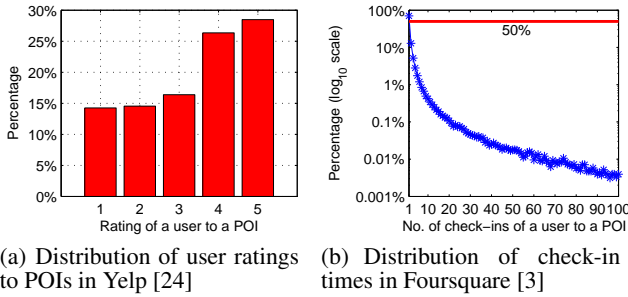 30%
25%
20%
15%
10%
5%
0%
Percentage
1 2 3 4 5
Rating of a user to a POI
(a) Distribution of user ratings
to POIs in Yelp [24]
100%
10%
1%
0.1%
0.01%
0.001%
Percentage (log10 scale)
50%
1 10 20 30 40 50 60 70 80 90 100
No. of check-ins of a user to a POI
(b) Distribution of check-in
times in Foursquare [3]